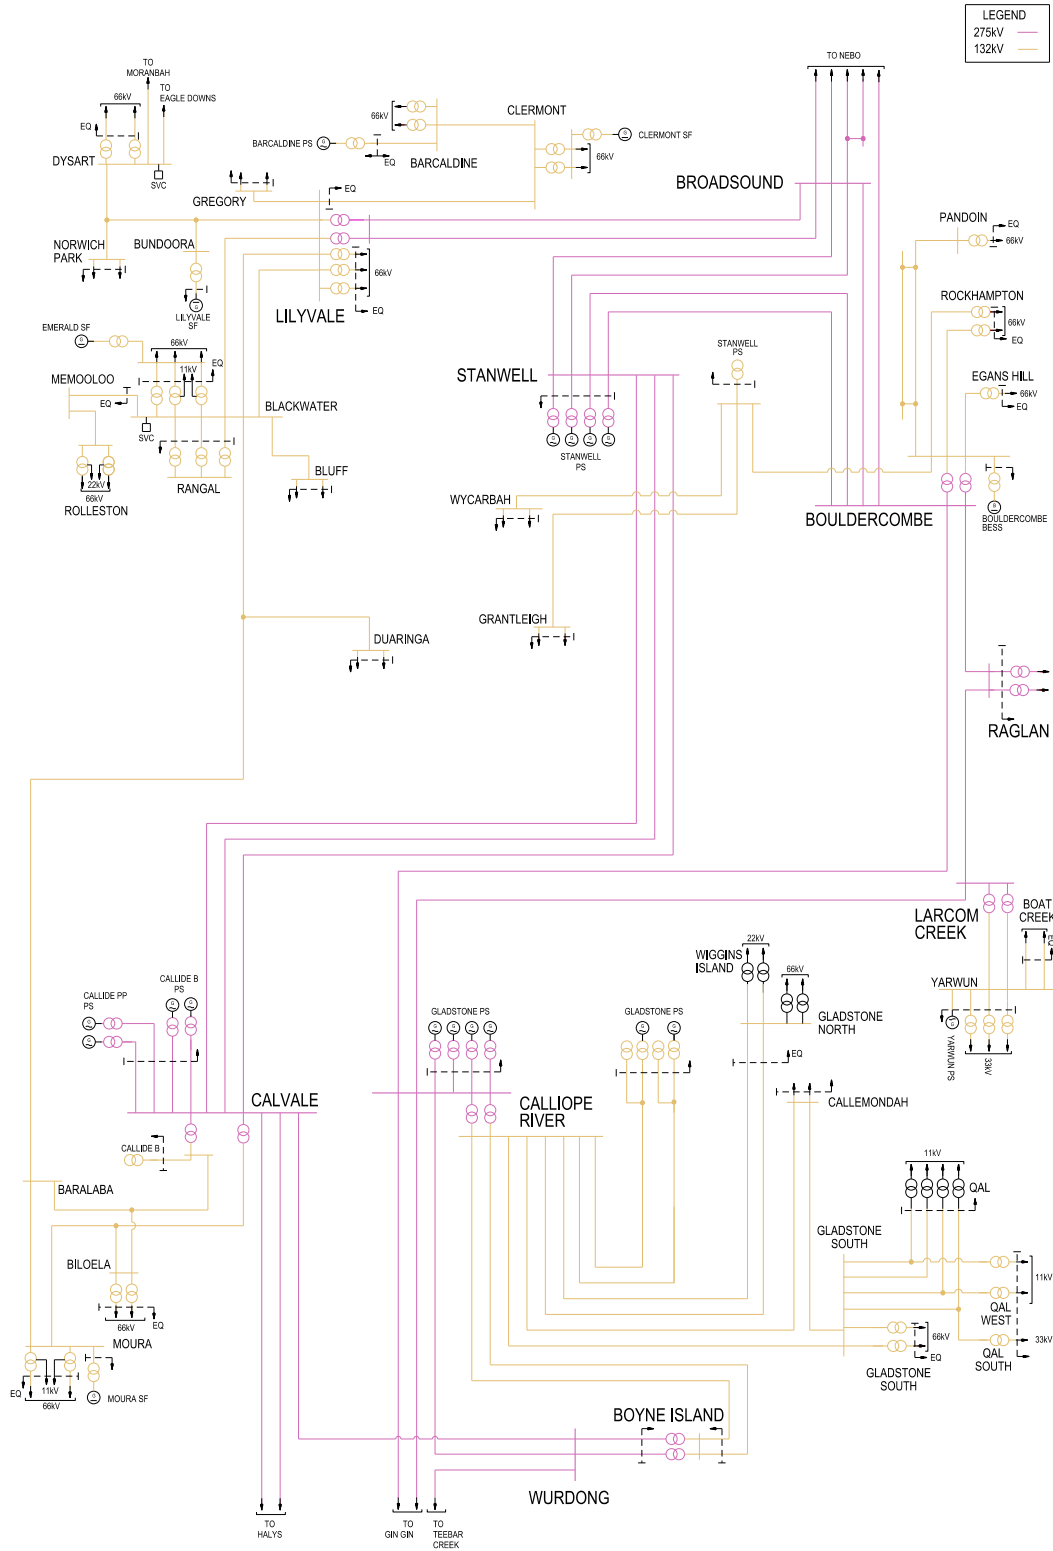 LEGEND
275kV
132kV
TO NEBO
TO
MORANBAH
TO
EAGLE DOWNS
66kV
EQ
DYSART
SVC
BARCALDINE PS
66kV
EQ
BARCALDINE
CLERMONT
CLERMONT SF
66kV
EQ
BROADSOUND
GREGORY
EQ
NORWICH
PARK
BUNDOORA
LILYVALE
SF
66kV
EQ
LILYVALE
PANDOIN
EQ
66kV
ROCKHAMPTON
66kV
EQ
EGANS HILL
66kV
EQ
EMERALD SF
66kV
11kV
EQ
MEMOOLOO
EQ
BLACKWATER
SVC
22kV
66kV
ROLLESTON
RANGAL
BLUFF
STANWELL
STANWELL
PS
STANWELL
PS
WYCARBAH
BOULDERCOMBE
BOULDERCOMBE
BESS
GRANTLEIGH
DUARINGA
RAGLAN
LARCOM
CREEK
BOAT
CREEK
EQ
YARWUN
YARWUN PS
33kV
WIGGINS
ISLAND
22kV
66kV
GLADSTONE
NORTH
EQ
CALLIDE B
PS
CALLIDE PP
PS
GLADSTONE PS
GLADSTONE PS
CALVALE
CALLIOPE
RIVER
CALLEMONDAH
CALLIDE B
BARALABA
11kV
QAL
GLADSTONE
SOUTH
BILOELA
66kV
EQ
11kV
QAL
WEST
33kV
QAL
SOUTH
66kV
EQ
GLADSTONE
SOUTH
MOURA
EQ
11kV
66kV
MOURA SF
BOYNE ISLAND
WURDONG
TO
HALYS
TO
GIN GIN
TO
TEEBAR
CREEK